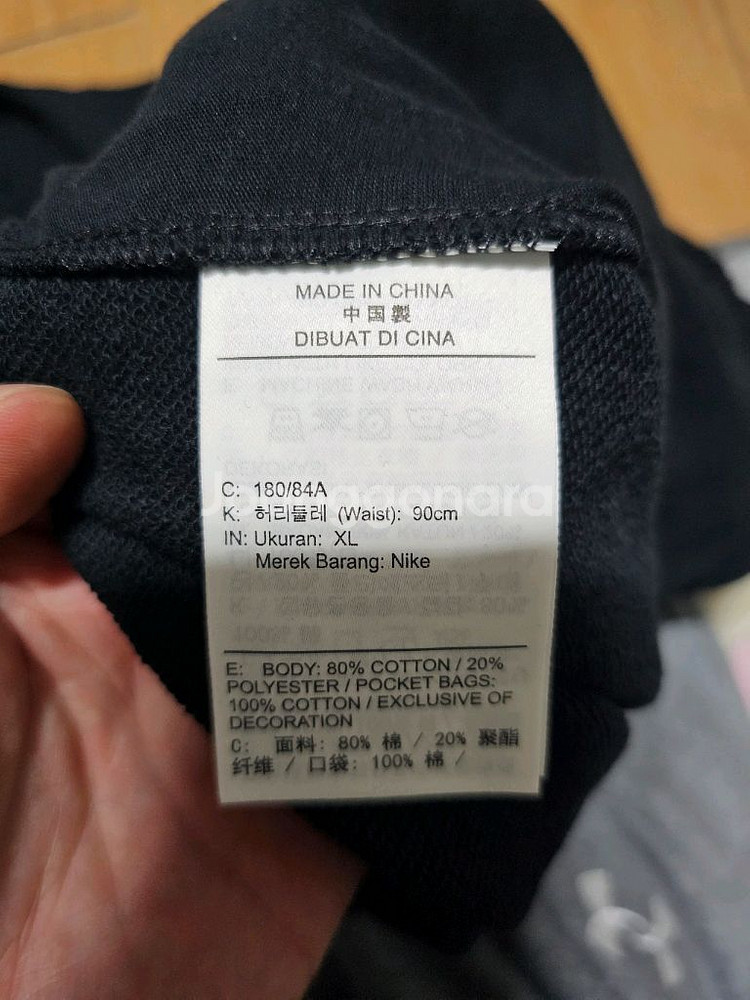 MADE IN CHINA
中国製
DIBUAT DI CINA
C: 180/84A
K: 허리둘레 (Waist): 90cm
IN: Ukuran: XL
Merek Barang: Nike
E: BODY: 80% COTTON / 20%
POLYESTER / POCKET BAGS:
100% COTTON / EXCLUSIVE OF
DECORATION
C: 面料: 80% 棉 / 20% 聚酯
纤维 / 口袋: 100% 棉 /